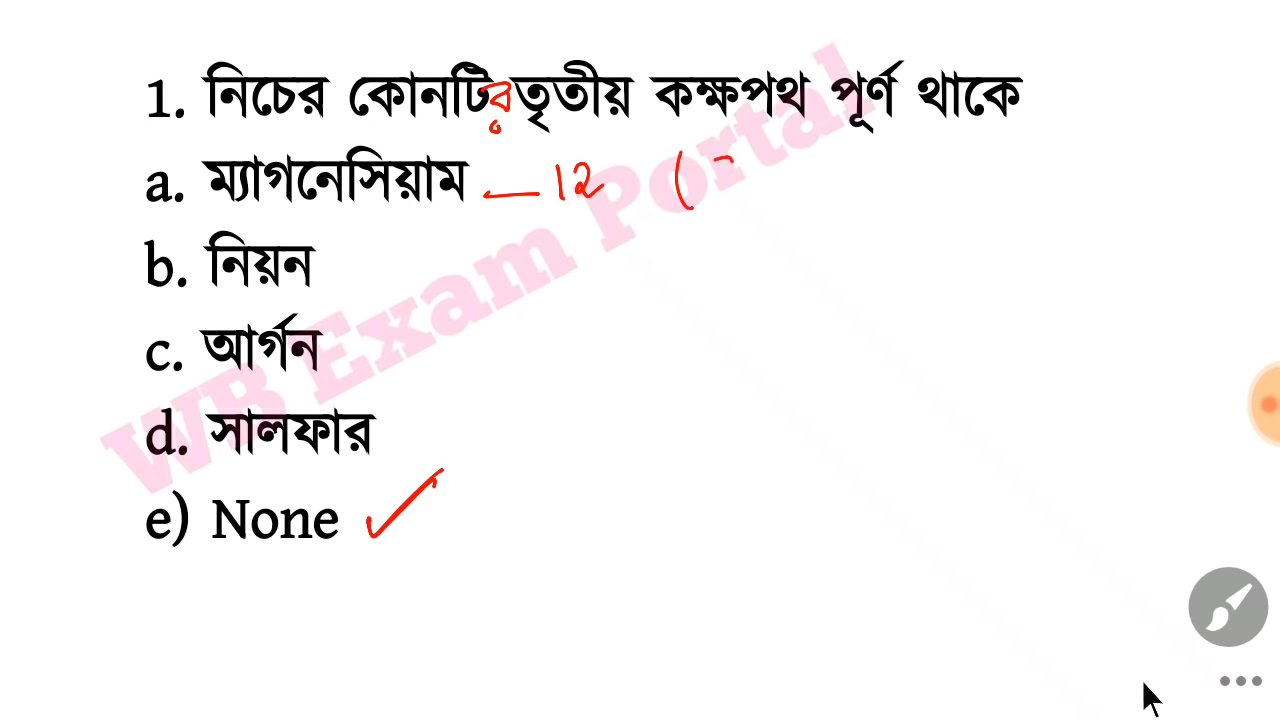 1. নিচের কোনটির তৃতীয় কক্ষপথ পূর্ণ থাকে
a. ম্যাগনেসিয়াম — 12 (
b. নিয়ন
c. আর্গন
d. সালফার
e) None ✓
WB Exam Portal